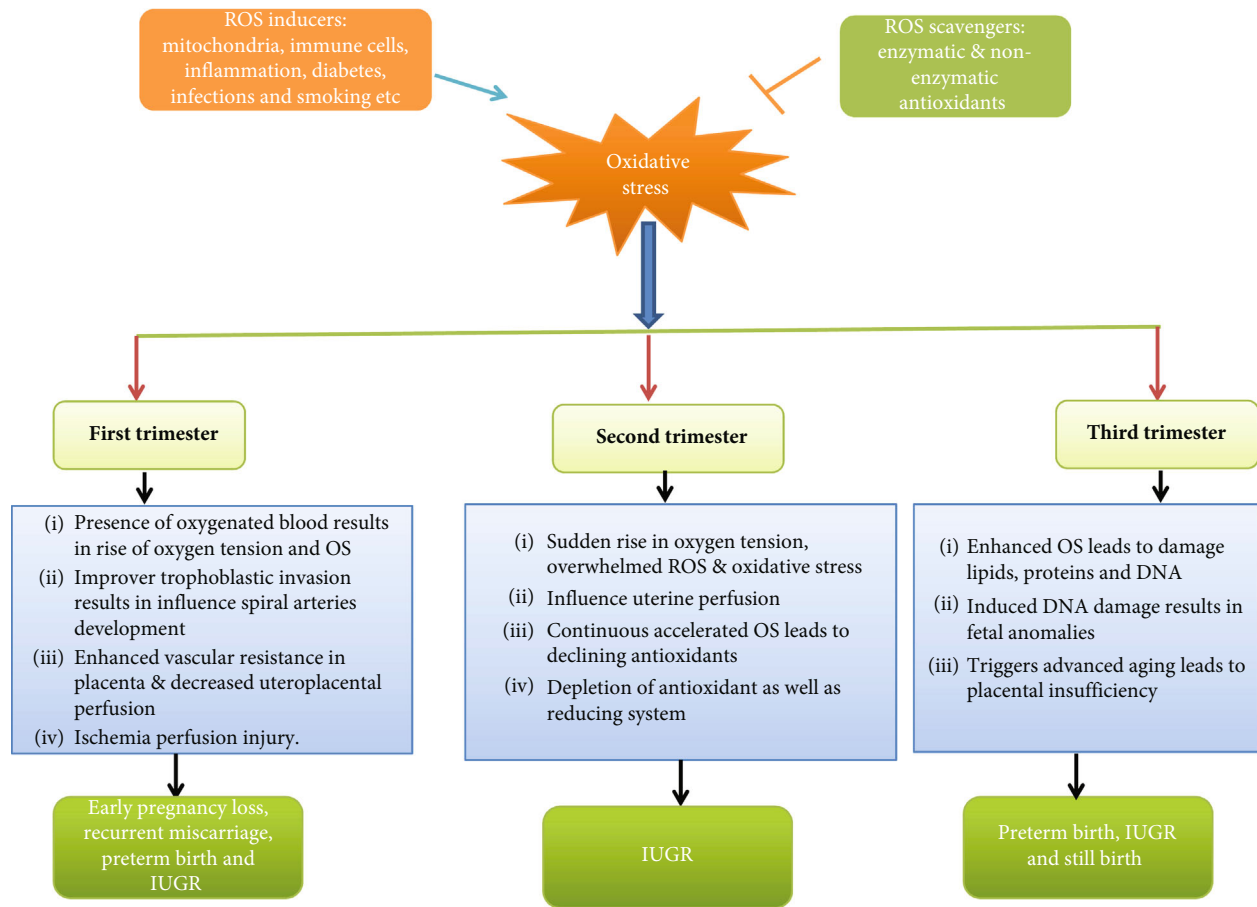 ROS inducers:
mitochondria, immune cells,
inflammation, diabetes,
infections and smoking etc
ROS scavengers:
enzymatic & non-
enzymatic
antioxidants
Oxidative
stress
First trimester
Second trimester
Third trimester
(i) Presence of oxygenated blood results
in rise of oxygen tension and OS
(ii) Improver trophoblastic invasion
results in influence spiral arteries
development
(iii) Enhanced vascular resistance in
placenta & decreased uteroplacental
perfusion
(iv) Ischemia perfusion injury.
(i) Sudden rise in oxygen tension,
overwhelmed ROS & oxidative stress
(ii) Influence uterine perfusion
(iii) Continuous accelerated OS leads to
declining antioxidants
(iv) Depletion of antioxidant as well as
reducing system
(i) Enhanced OS leads to damage
lipids, proteins and DNA
(ii) Induced DNA damage results in
fetal anomalies
(iii) Triggers advanced aging leads to
placental insufficiency
Early pregnancy loss,
recurrent miscarriage,
preterm birth and
IUGR
IUGR
Preterm birth, IUGR
and still birth